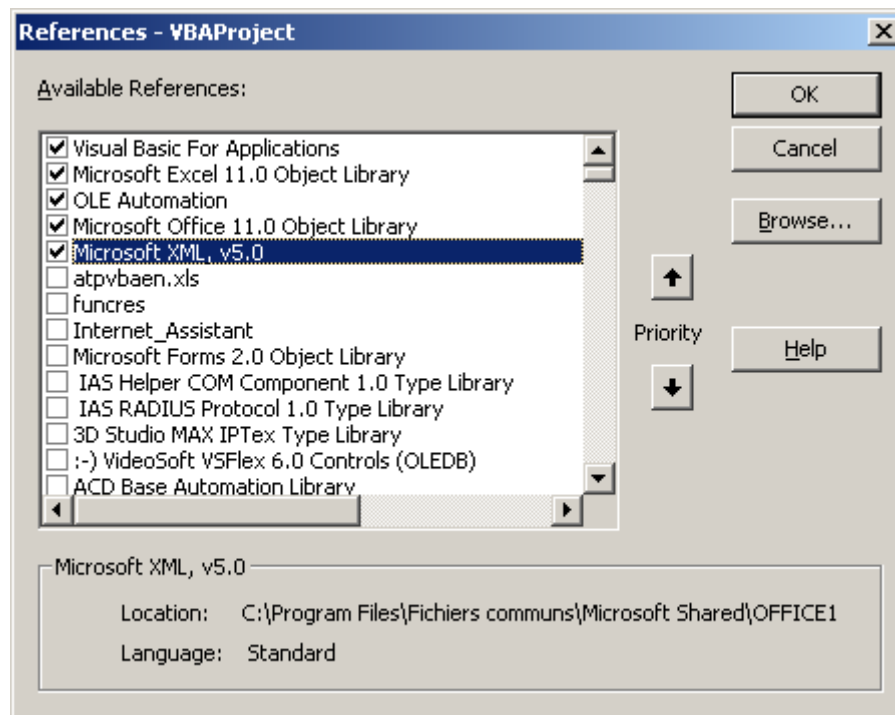 References - VBAProject
Available References:
OK
Cancel
Browse...
Priority
Help
Visual Basic For Applications
Microsoft Excel 11.0 Object Library
OLE Automation
Microsoft Office 11.0 Object Library
Microsoft XML, v5.0
atpvbaen.xls
funcres
Internet_Assistant
Microsoft Forms 2.0 Object Library
IAS Helper COM Component 1.0 Type Library
IAS RADIUS Protocol 1.0 Type Library
3D Studio MAX IPTex Type Library
:-) VideoSoft VSFlex 6.0 Controls (OLEDB)
ACD Base Automation Library
Microsoft XML, v5.0
Location: C:\Program Files\Fichiers communs\Microsoft Shared\OFFICE1
Language: Standard